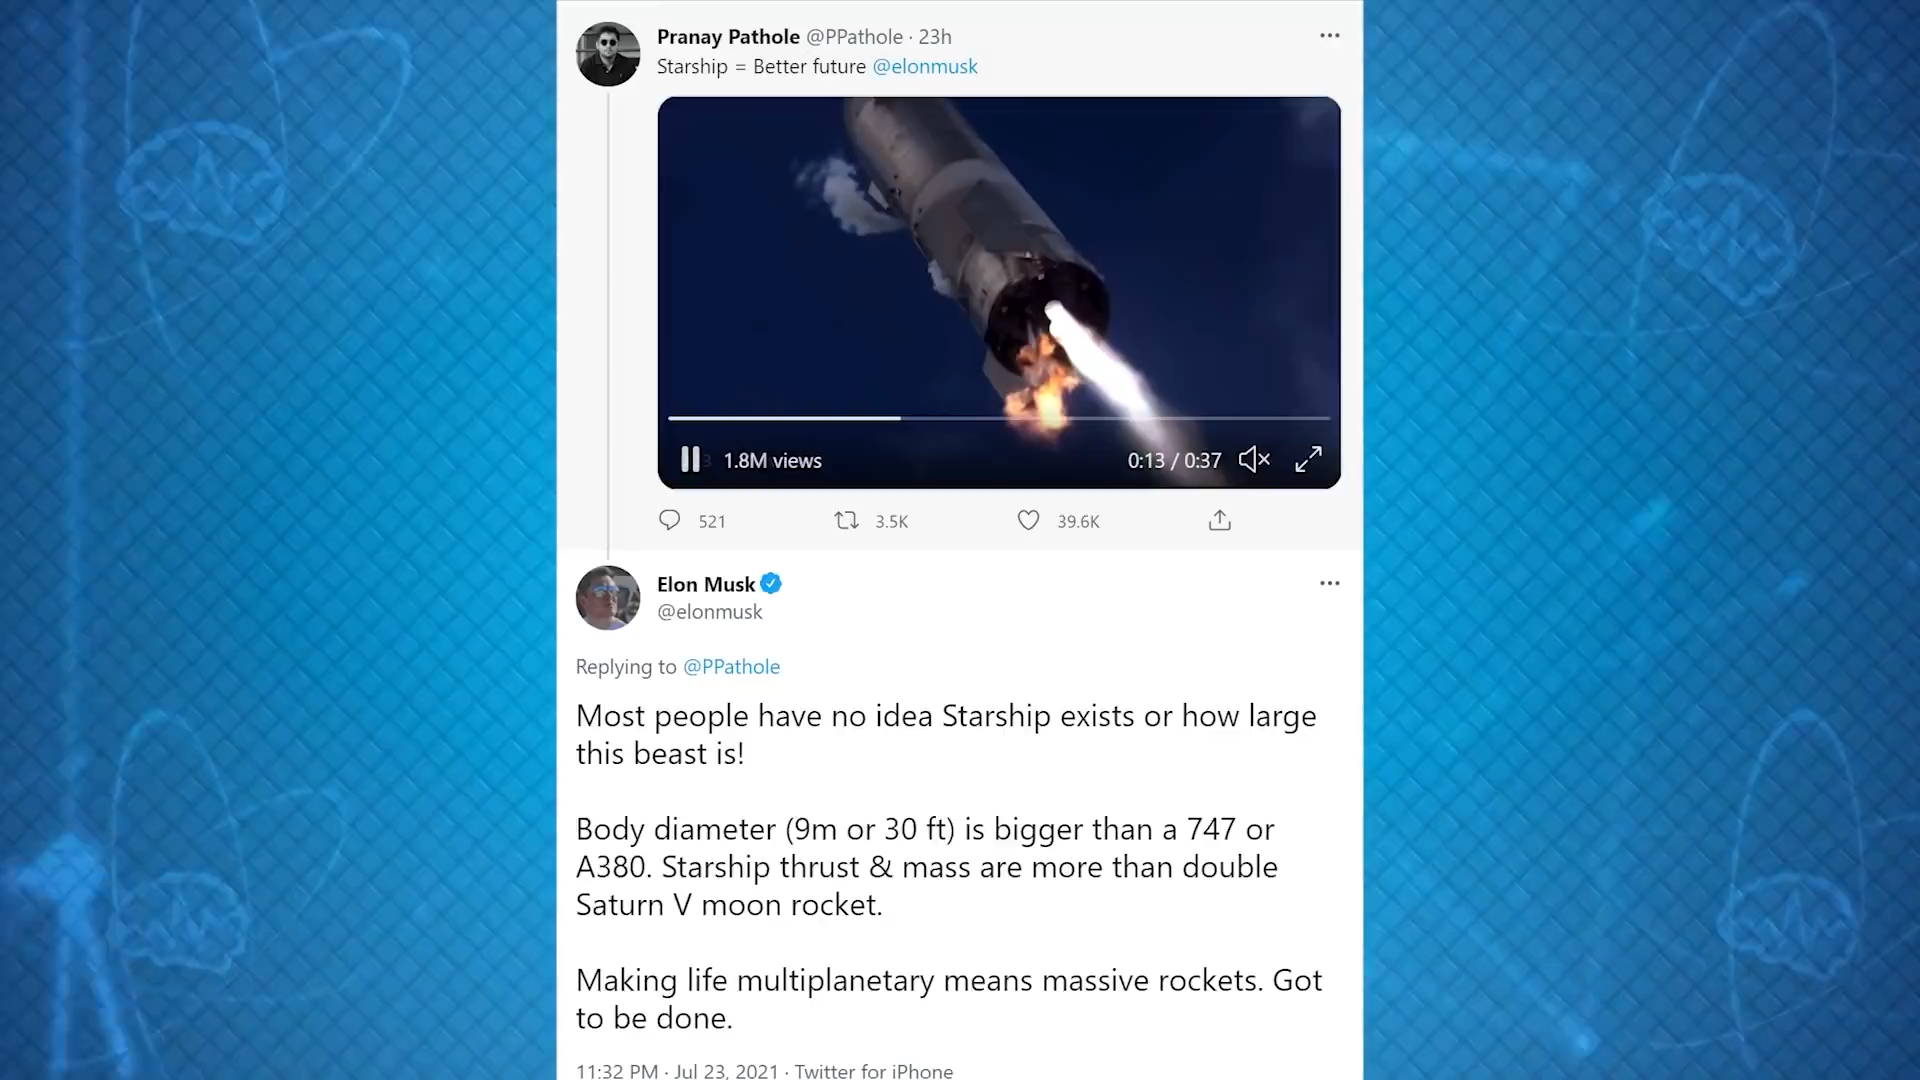 Pranay Pathole @PPathole · 23h
Starship = Better future @elonmusk
1.8M views
0:13 / 0:37
521
3.5K
39.6K
Elon Musk
@elonmusk
Replying to @PPathole
Most people have no idea Starship exists or how large
this beast is!
Body diameter (9m or 30 ft) is bigger than a 747 or
A380. Starship thrust & mass are more than double
Saturn V moon rocket.
Making life multiplanetary means massive rockets. Got
to be done.
11:32 PM · Jul 23, 2021 · Twitter for iPhone